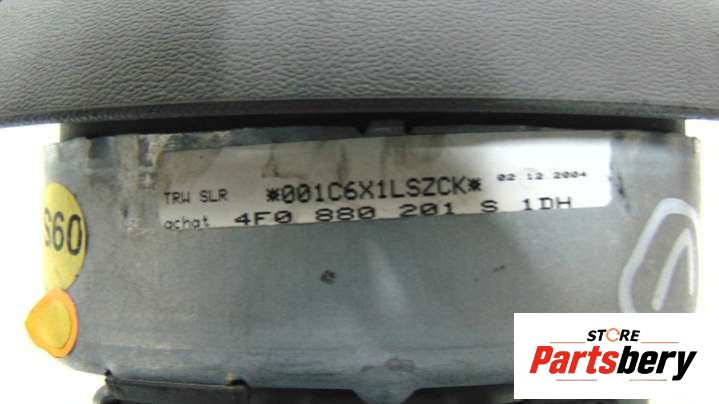 TRW SLR *001C6X1LSZCK* 02.12.2004
achat 4F0 880 201 S 1DH
S60
STORE
Partsbery